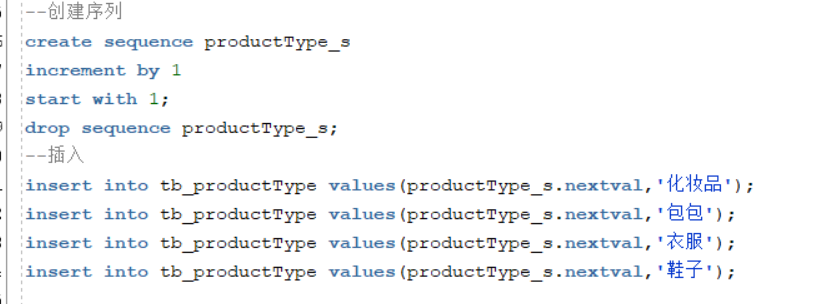 --创建序列
create sequence productType_s
increment by 1
start with 1;
drop sequence productType_s;
--插入
insert into tb_productType values(productType_s.nextval,'化妆品');
insert into tb_productType values(productType_s.nextval,'包包');
insert into tb_productType values(productType_s.nextval,'衣服');
insert into tb_productType values(productType_s.nextval,'鞋子');